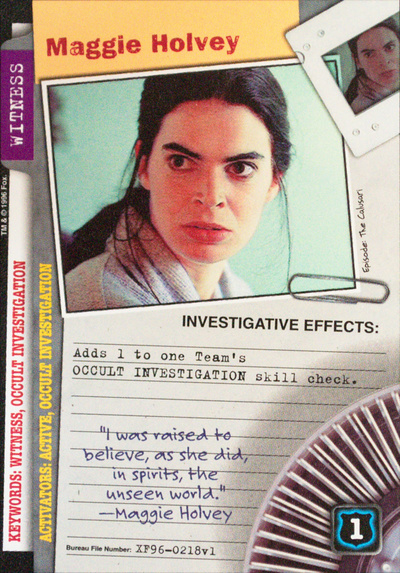 Maggie Holvey
WITNESS
TM & © 1996 Fox.
KEYWORDS: WITNESS, OCCULT INVESTIGATION
ACTIVATORS: ACTIVE, OCCULT INVESTIGATION
Episode: The Calusari
INVESTIGATIVE EFFECTS:
Adds 1 to one Team's
OCCULT INVESTIGATION skill check.
"I was raised to
believe, as she did,
in spirits, the
unseen world."
—Maggie Holvey
1
Bureau File Number: XF96-0218v1